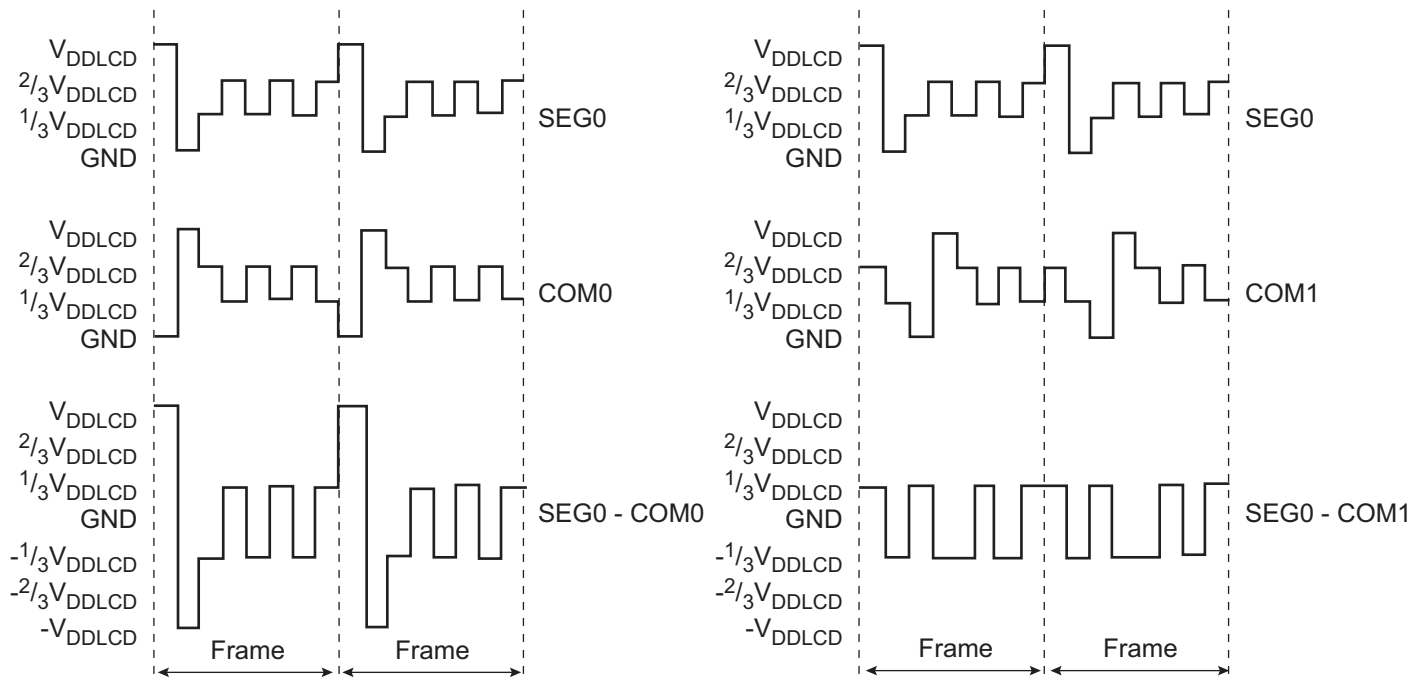 VDDLCD
2/3VDDLCD
1/3VDDLCD
GND
SEG0
VDDLCD
2/3VDDLCD
1/3VDDLCD
GND
COM0
VDDLCD
2/3VDDLCD
1/3VDDLCD
GND
-1/3VDDLCD
-2/3VDDLCD
-VDDLCD
SEG0 - COM0
Frame
Frame
VDDLCD
2/3VDDLCD
1/3VDDLCD
GND
SEG0
VDDLCD
2/3VDDLCD
1/3VDDLCD
GND
COM1
VDDLCD
2/3VDDLCD
1/3VDDLCD
GND
-1/3VDDLCD
-2/3VDDLCD
-VDDLCD
SEG0 - COM1
Frame
Frame